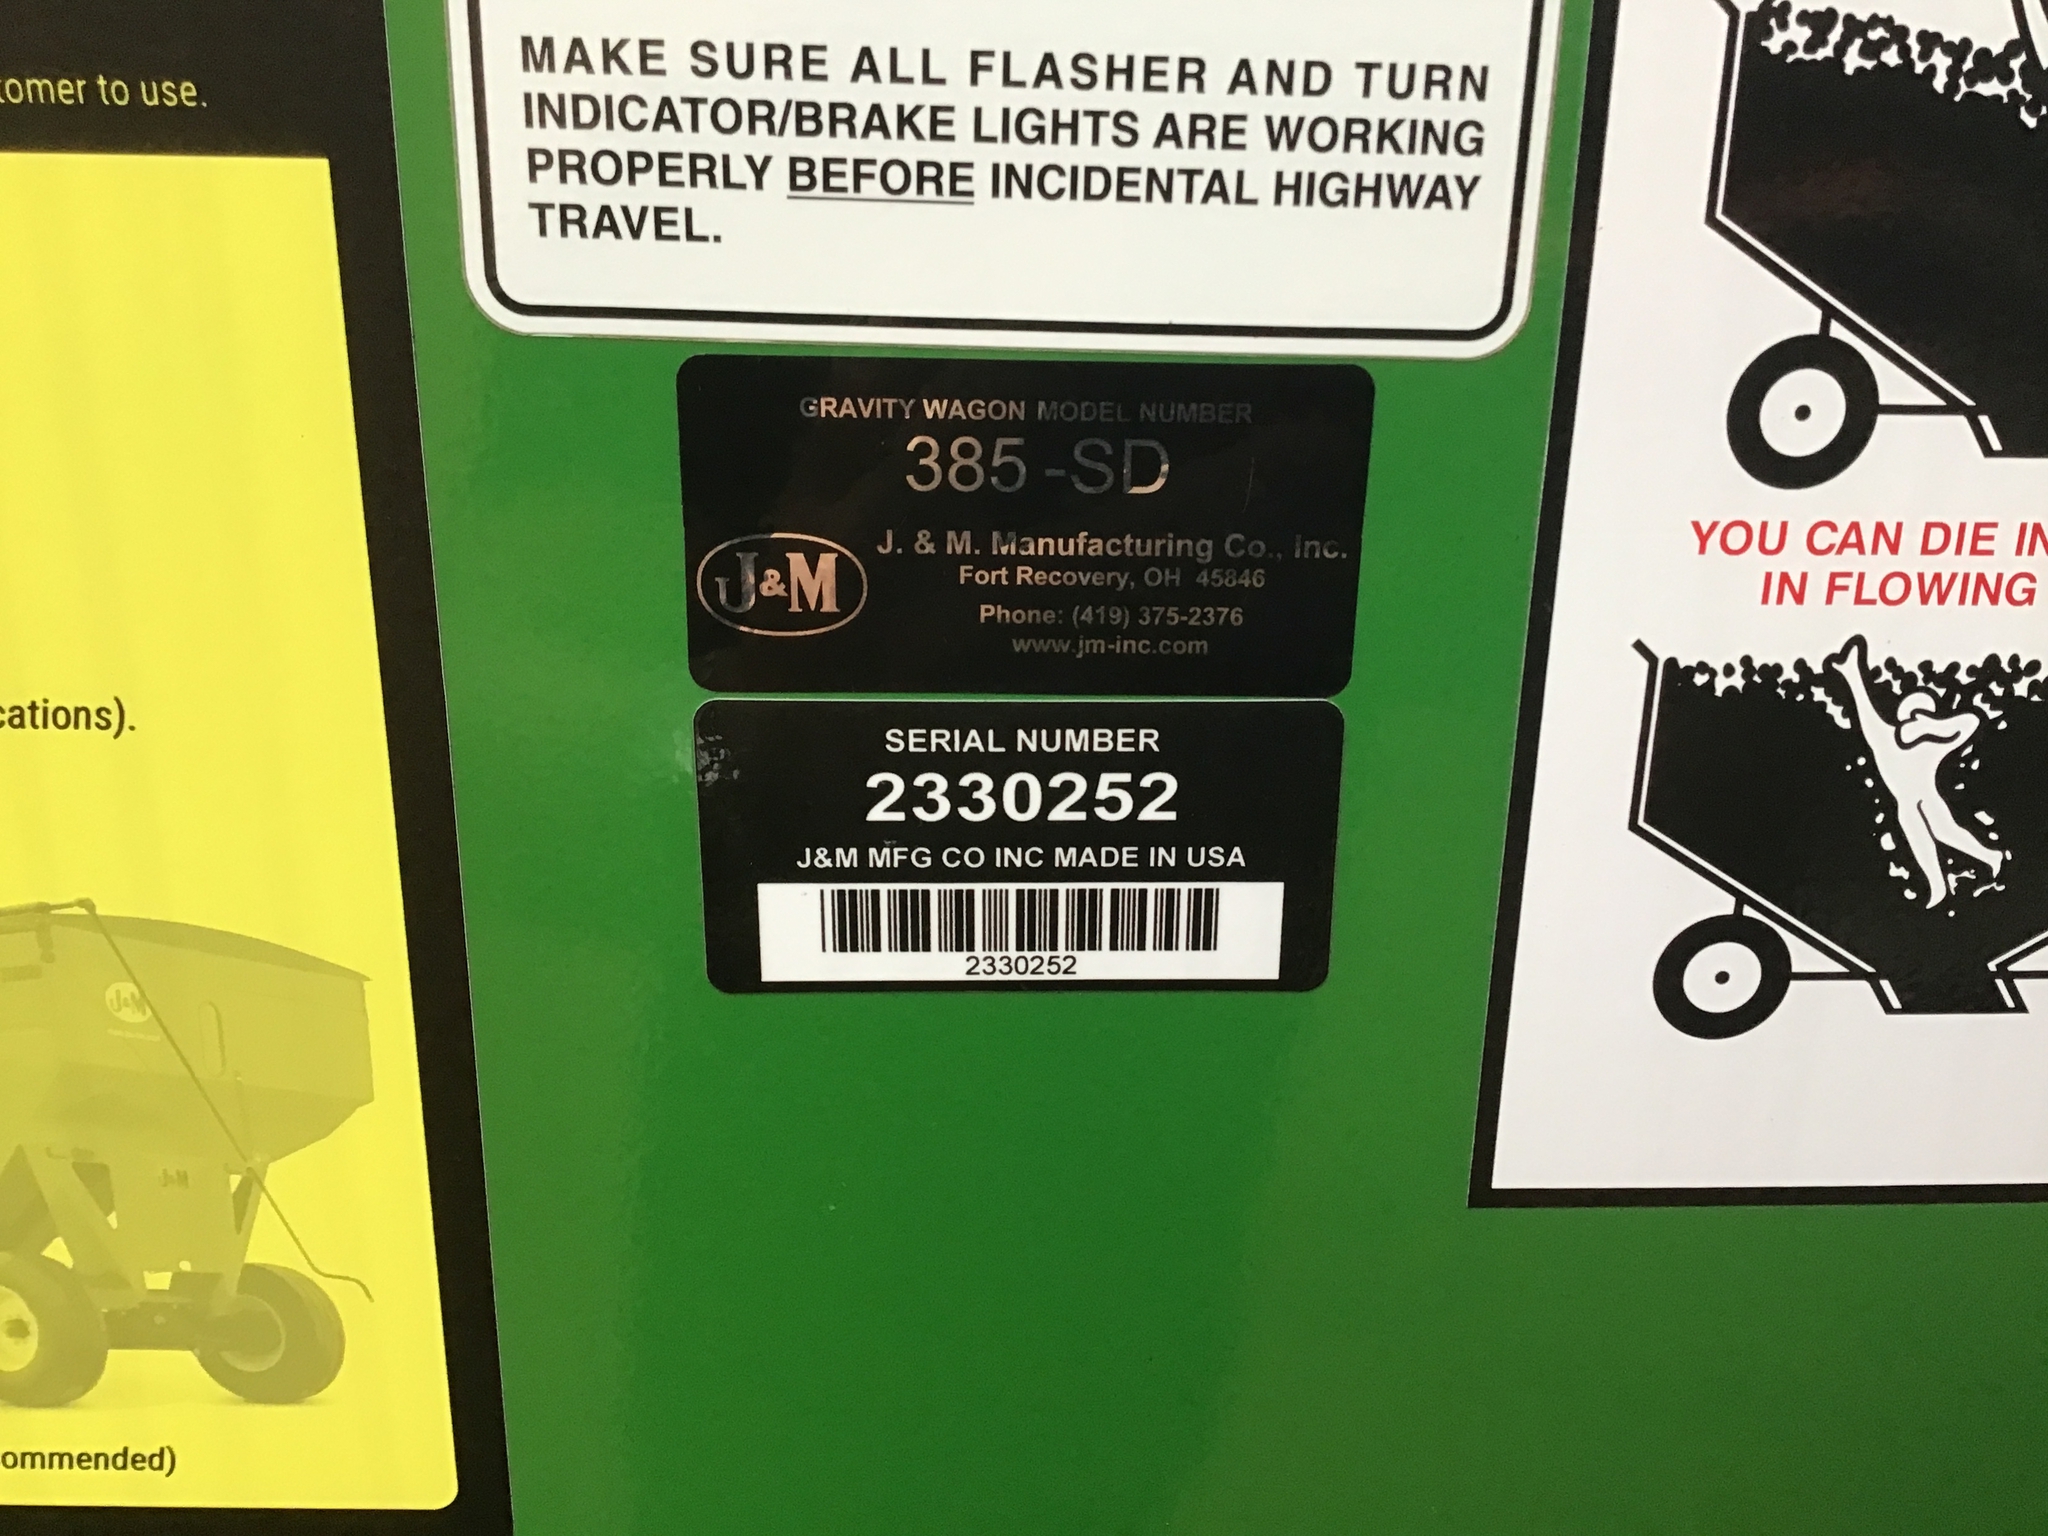 tomer to use.
cations).
J&M
J&M
ommended)
MAKE SURE ALL FLASHER AND TURN
INDICATOR/BRAKE LIGHTS ARE WORKING
PROPERLY BEFORE INCIDENTAL HIGHWAY
TRAVEL.
GRAVITY WAGON MODEL NUMBER
385-SD
J&M
J. & M. Manufacturing Co., Inc.
Fort Recovery, OH 45846
Phone: (419) 375-2376
www.jm-inc.com
SERIAL NUMBER
2330252
J&M MFG CO INC MADE IN USA
2330252
YOU CAN DIE IN
IN FLOWING